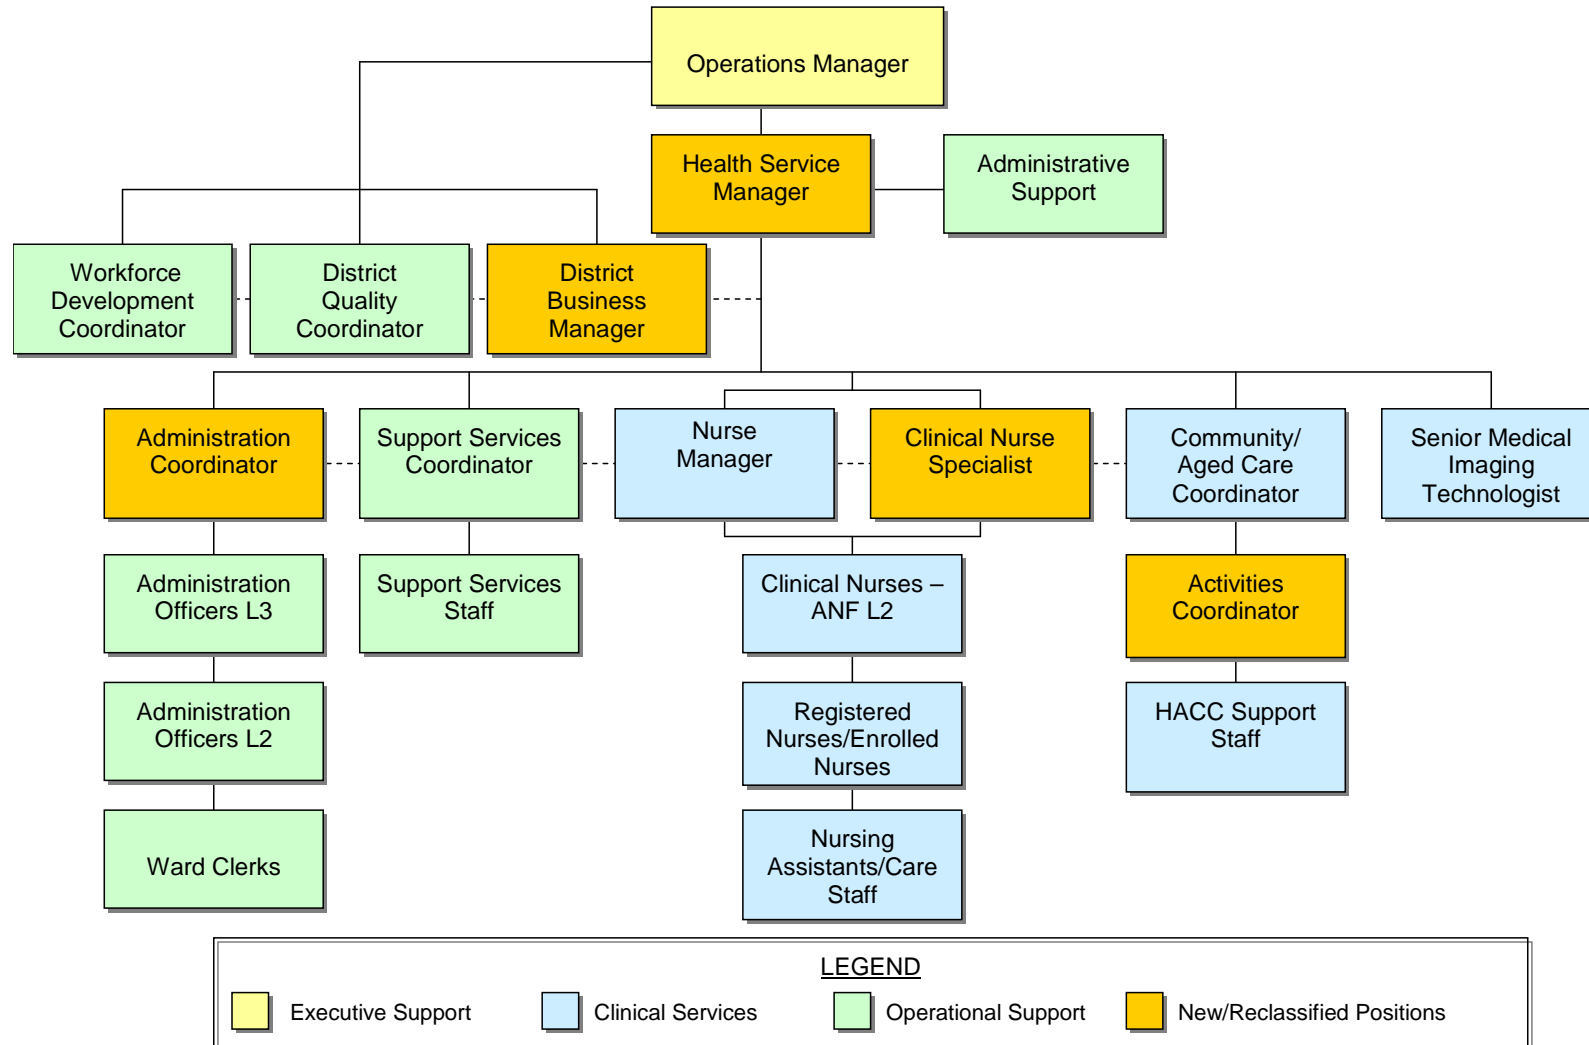 Operations Manager
Health Service
Manager
Administrative
Support
Workforce
Development
Coordinator
District
Quality
Coordinator
District
Business
Manager
Administration
Coordinator
Support Services
Coordinator
Nurse
Manager
Clinical Nurse
Specialist
Community/
Aged Care
Coordinator
Senior Medical
Imaging
Technologist
Administration
Officers L3
Support Services
Staff
Clinical Nurses –
ANF L2
Activities
Coordinator
Administration
Officers L2
Registered
Nurses/Enrolled
Nurses
HACC Support
Staff
Ward Clerks
Nursing
Assistants/Care
Staff
LEGEND
Executive Support
Clinical Services
Operational Support
New/Reclassified Positions